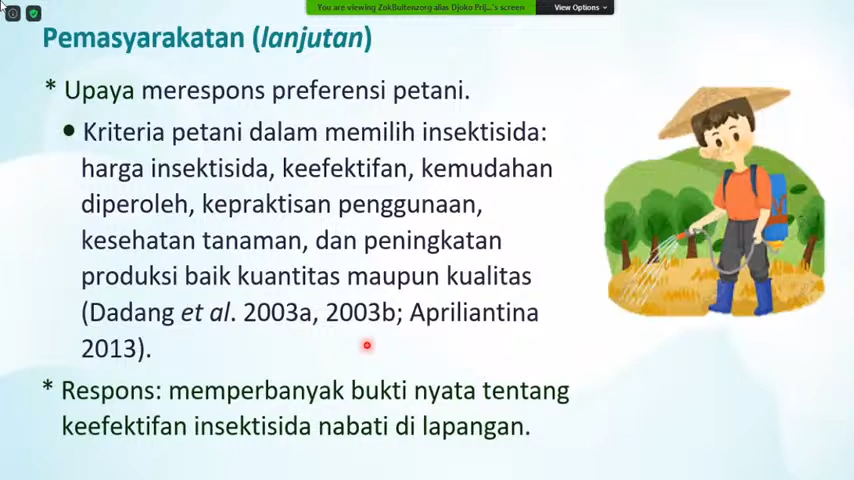 You are viewing ZokBuitenzorg alias Djoko Prij...'s screen
View Options
Pemasyarakatan (lanjutan)
* Upaya merespons preferensi petani.
• Kriteria petani dalam memilih insektisida:
harga insektisida, keefektifan, kemudahan
diperoleh, kepraktisan penggunaan,
kesehatan tanaman, dan peningkatan
produksi baik kuantitas maupun kualitas
(Dadang et al. 2003a, 2003b; Apriliantina
2013).
* Respons: memperbanyak bukti nyata tentang
keefektifan insektisida nabati di lapangan.